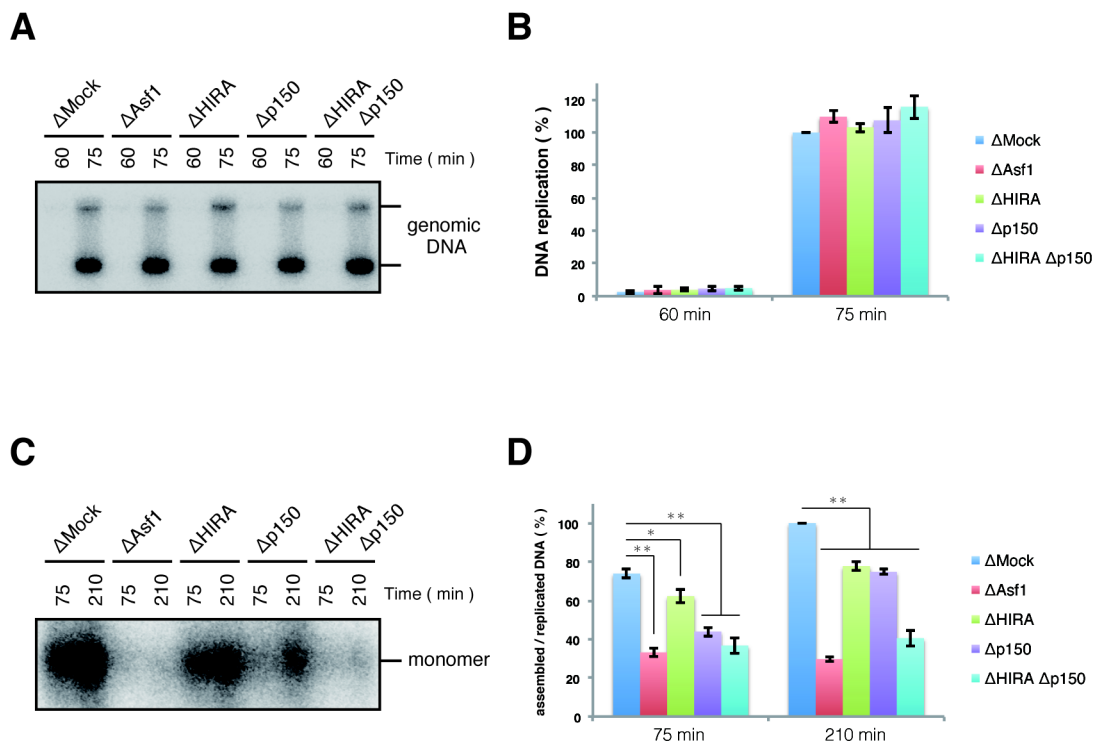 A
ΔMock
ΔAsf1
ΔHIRA
Δp150
ΔHIRA
Δp150
60 75 60 75 60 75 60 75 60 75 Time ( min )
genomic
DNA
B
DNA replication ( % )
120
100
80
60
40
20
0
60 min
75 min
ΔMock
ΔAsf1
ΔHIRA
Δp150
ΔHIRA Δp150
C
ΔMock
ΔAsf1
ΔHIRA
Δp150
ΔHIRA
Δp150
75 210 75 210 75 210 75 210 75 210 Time ( min )
monomer
D
assembled / replicated DNA ( % )
100
80
60
40
20
0
**
*
**
**
75 min
210 min
ΔMock
ΔAsf1
ΔHIRA
Δp150
ΔHIRA Δp150